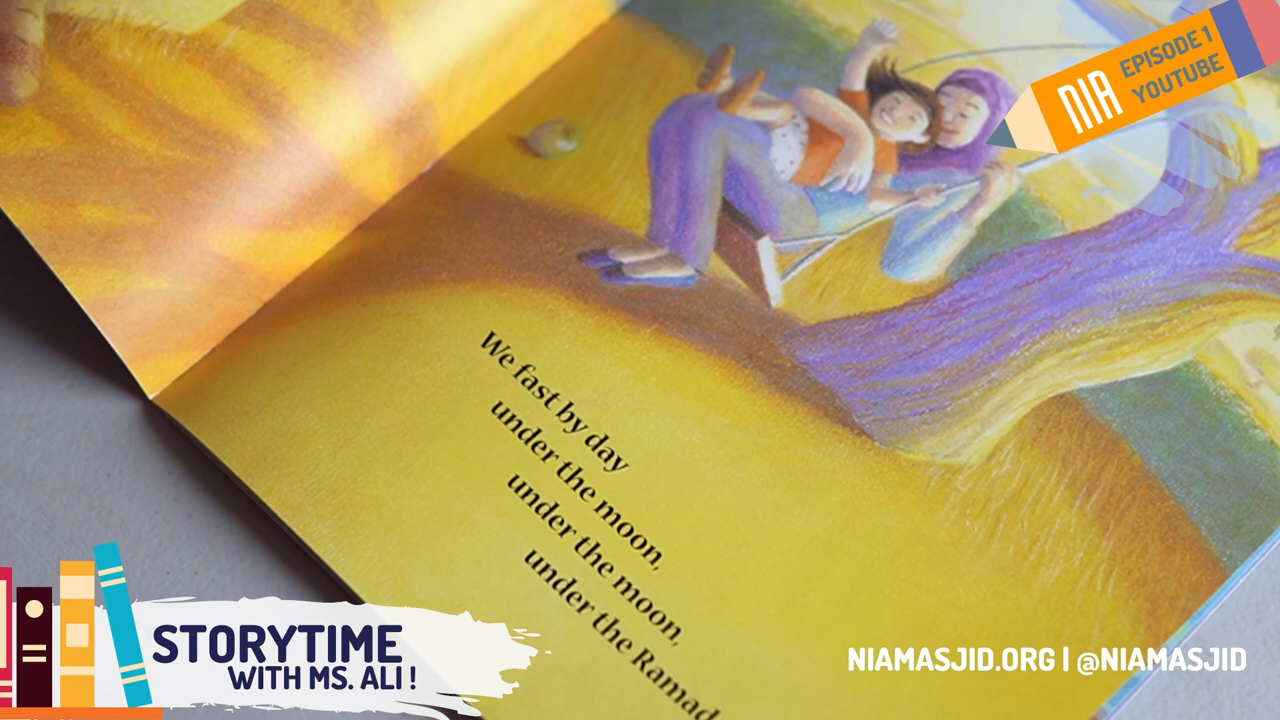 NIA
EPISODE 1
YOUTUBE
We fast by day
under the moon,
under the moon,
under the Ramad
STORYTIME
WITH MS. ALI !
NIAMASJID.ORG | @NIAMASJID